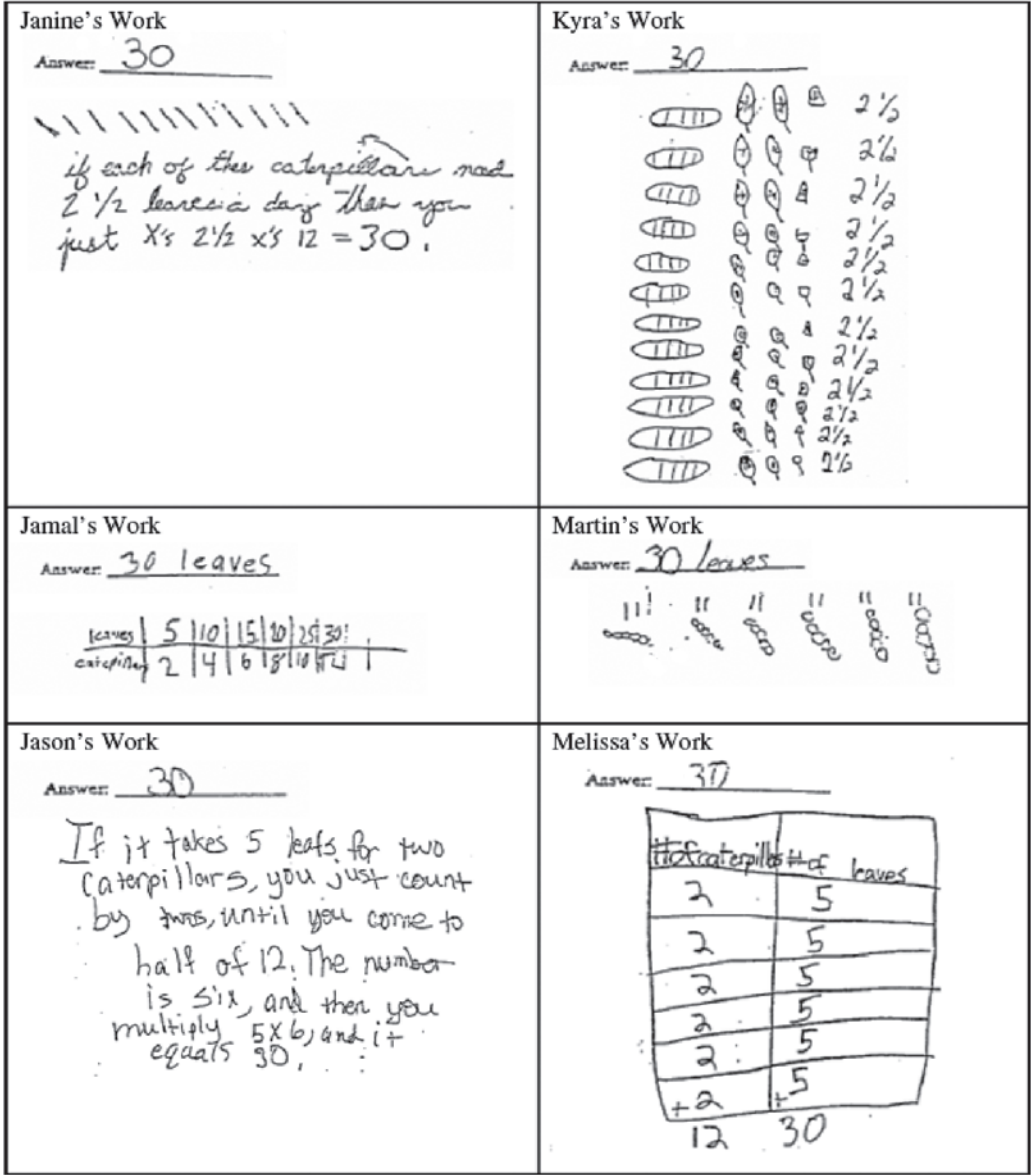 Janine's Work
Answer: 30
if each of thes caterpillars need
2 1/2 leaves a day then you
just X's 2 1/2 x's 12 = 30.
Kyra's Work
Answer: 30
2 1/2
2 1/2
2 1/2
2 1/2
2 1/2
2 1/2
2 1/2
2 1/2
2 1/2
2 1/2
2 1/2
2 1/2
Jamal's Work
Answer: 30 leaves
leaves 5 10 15 20 25 30
2 4 6 8 10
Martin's Work
Answer: 30 leaves
Jason's Work
Answer: 30
If it takes 5 leafs for two
caterpillars, you just count
by twos, until you come to
half of 12. The number
is six, and then you
multiply 5x6, and it
equals 30.
Melissa's Work
Answer: 30
# of caterpillas # of leaves
2 5
2 5
2 5
2 5
2 5
+2 +5
12 30